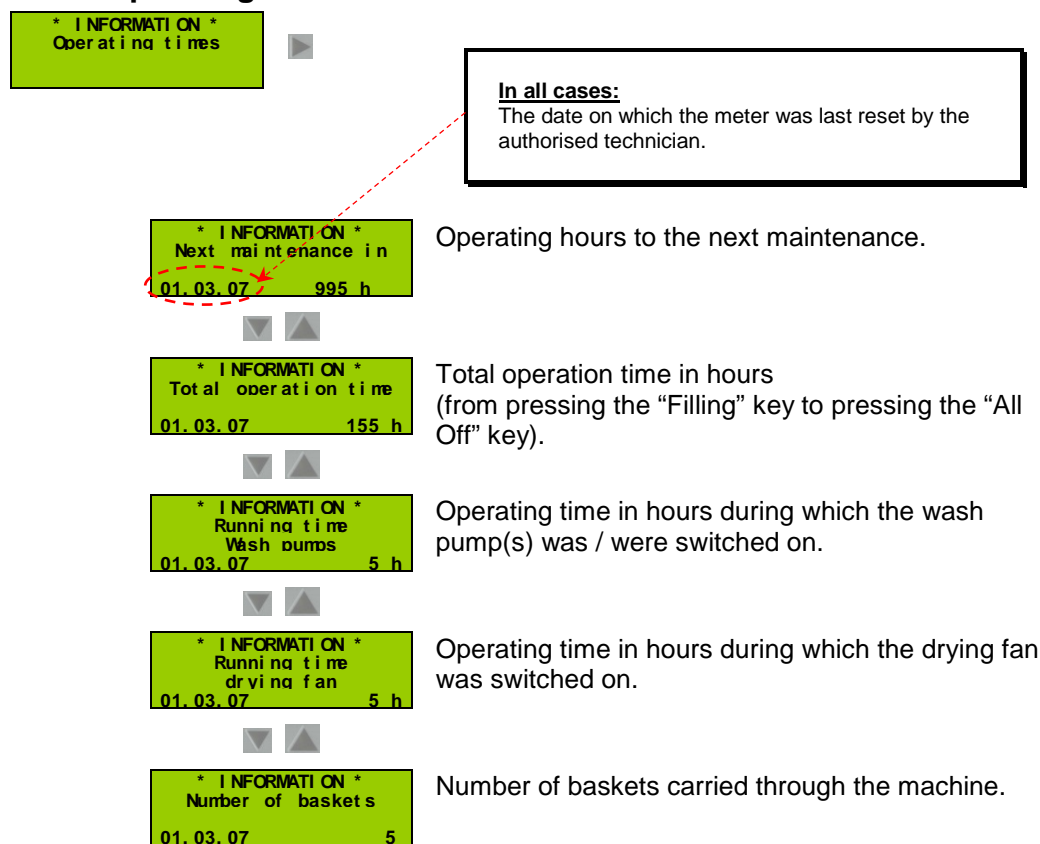 * INFORMATION *
Operating times
In all cases:
The date on which the meter was last reset by the
authorised technician.
* INFORMATION *
Next maintenance in
01.03.07 995 h
Operating hours to the next maintenance.
* INFORMATION *
Total operation time
01.03.07 155 h
Total operation time in hours
(from pressing the “Filling” key to pressing the “All
Off” key).
* INFORMATION *
Running time
Wash pumps
01.03.07 5 h
Operating time in hours during which the wash
pump(s) was / were switched on.
* INFORMATION *
Running time
drying fan
01.03.07 5 h
Operating time in hours during which the drying fan
was switched on.
* INFORMATION *
Number of baskets
01.03.07 5
Number of baskets carried through the machine.